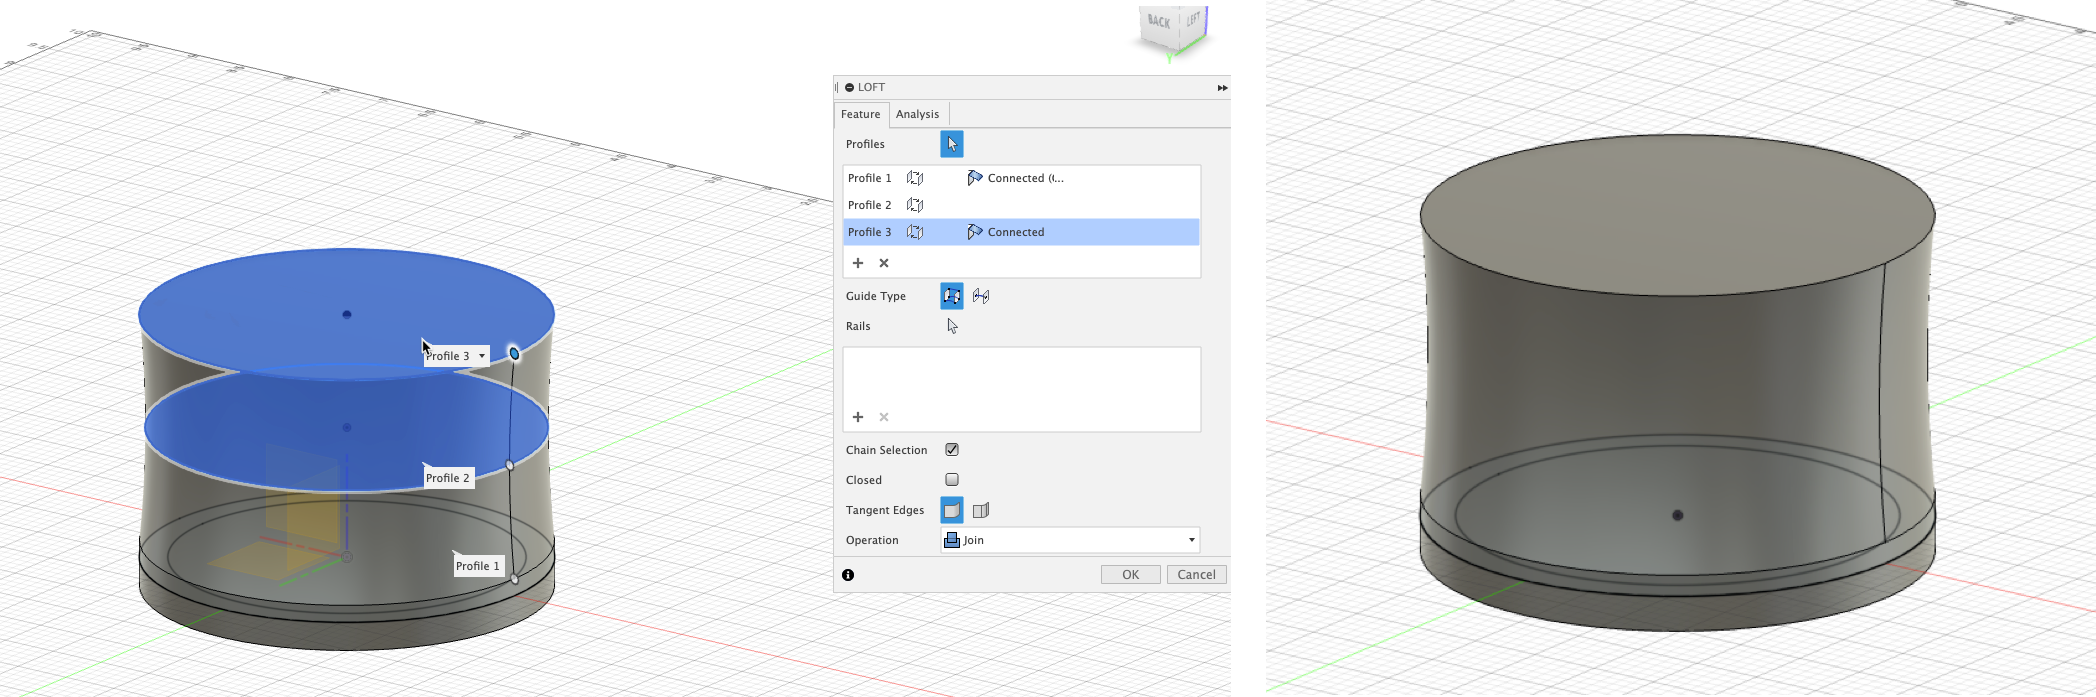 BACK
LEFT
Y
LOFT
Feature
Analysis
Profiles
Profile 1
Connected (...
Profile 2
Profile 3
Connected
Guide Type
Rails
Chain Selection
Closed
Tangent Edges
Operation
Join
OK
Cancel
Profile 3
Profile 2
Profile 1